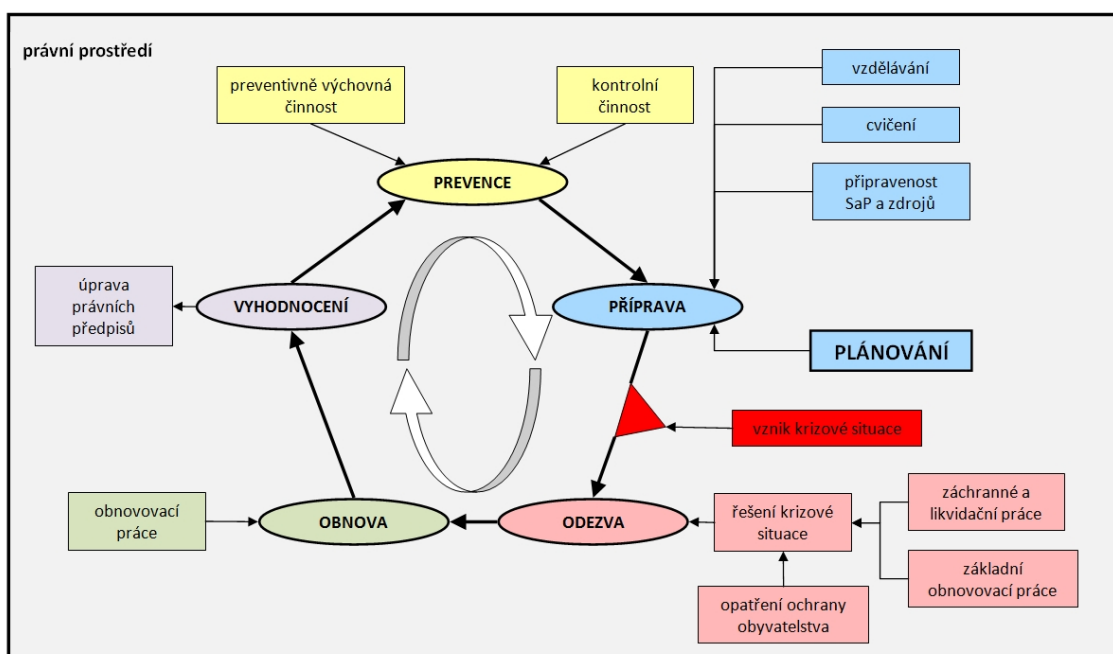 právní prostředí
preventivně výchovná
činnost
kontrolní
činnost
vzdělávání
cvičení
připravenost
SaP a zdrojů
PREVENCE
úprava
právních
předpisů
VYHODNOCENÍ
PŘÍPRAVA
PLÁNOVÁNÍ
vznik krizové situace
obnovovací
práce
OBNOVA
ODEZVA
řešení krizové
situace
záchranné a
likvidační práce
základní
obnovovací práce
opatření ochrany
obyvatelstva